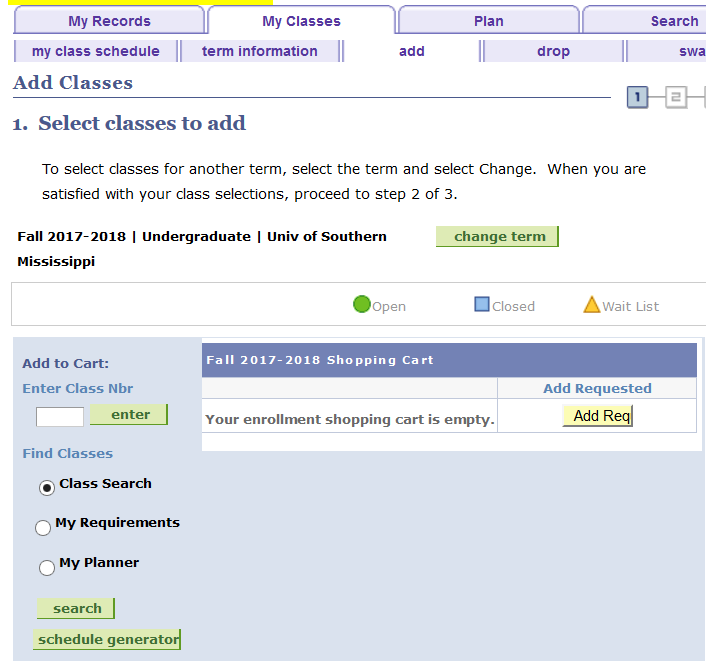 My Records My Classes Plan Search
my class schedule term information add drop swa
Add Classes
1 2
1. Select classes to add
To select classes for another term, select the term and select Change. When you are
satisfied with your class selections, proceed to step 2 of 3.
Fall 2017-2018 | Undergraduate | Univ of Southern
Mississippi
change term
Open Closed Wait List
Add to Cart:
Enter Class Nbr
enter
Fall 2017-2018 Shopping Cart
Add Requested
Your enrollment shopping cart is empty. Add Req
Find Classes
Class Search
My Requirements
My Planner
search
schedule generator